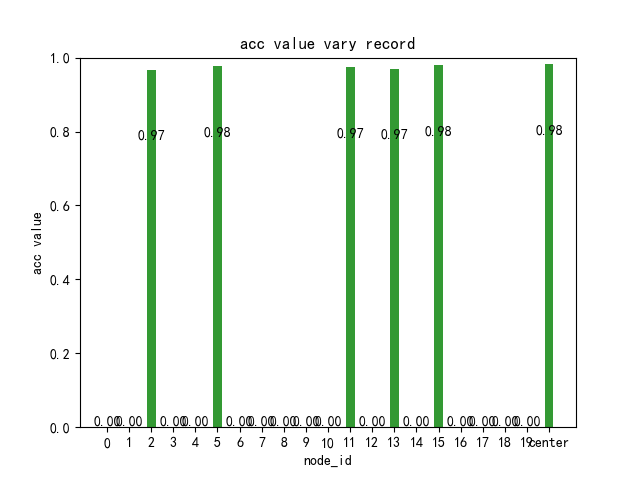 acc value vary record
1.0
0.8
0.6
0.4
0.2
0.0
acc value
0.00 0.00 0.97 0.00 0.00 0.98 0.00 0.00 0.00 0.00 0.00 0.97 0.00 0.97 0.00 0.98 0.00 0.00 0.00 0.00 0.98
0 1 2 3 4 5 6 7 8 9 10 11 12 13 14 15 16 17 18 19 center
node_id